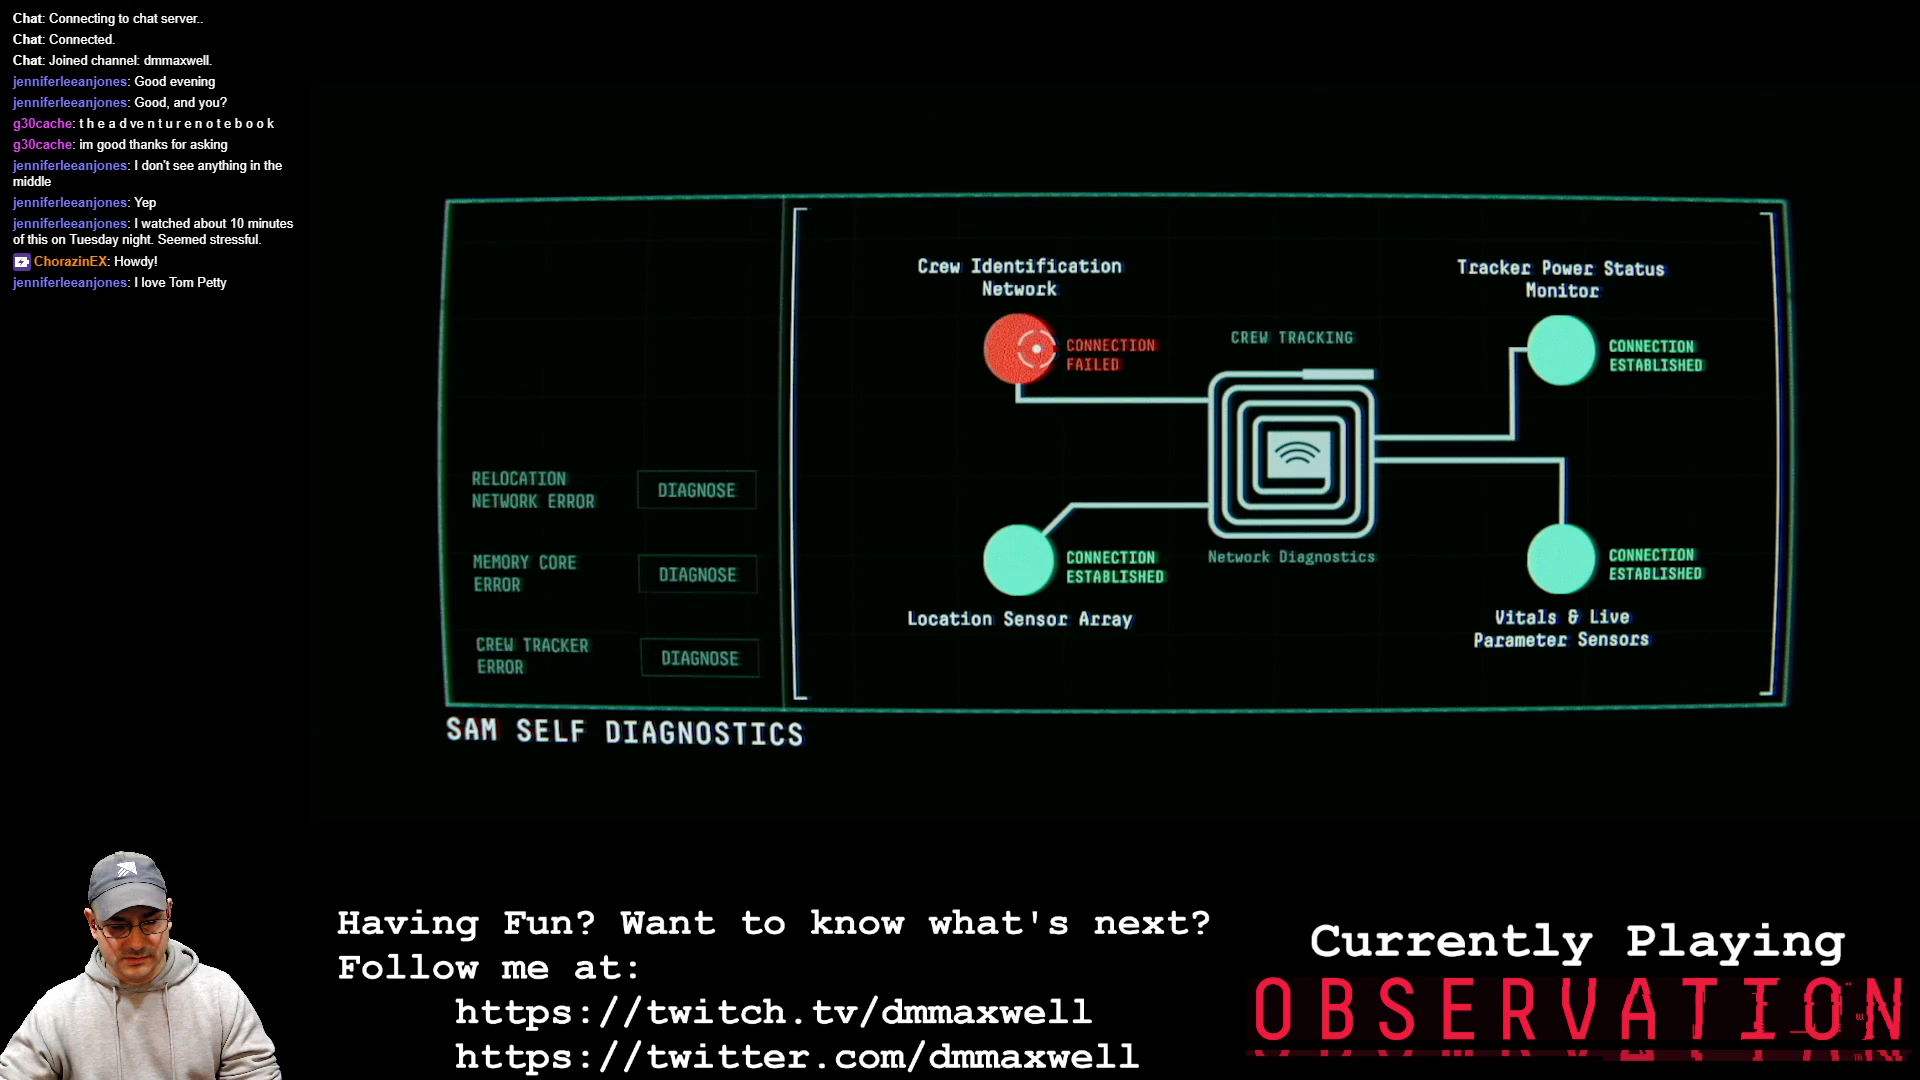 Chat: Connecting to chat server..
Chat: Connected.
Chat: Joined channel: dmmaxwell.
jenniferleeanjones: Good evening
jenniferleeanjones: Good, and you?
g30cache: t h e a d ve n t u r e n o t e b o o k
g30cache: im good thanks for asking
jenniferleeanjones: I don't see anything in the
middle
jenniferleeanjones: Yep
jenniferleeanjones: I watched about 10 minutes
of this on Tuesday night. Seemed stressful.
ChorazinEX: Howdy!
jenniferleeanjones: I love Tom Petty
Crew Identification
Network
CONNECTION
FAILED
CREW TRACKING
Tracker Power Status
Monitor
CONNECTION
ESTABLISHED
RELOCATION
NETWORK ERROR
DIAGNOSE
MEMORY CORE
ERROR
DIAGNOSE
CREW TRACKER
ERROR
DIAGNOSE
CONNECTION
ESTABLISHED
Location Sensor Array
Network Diagnostics
CONNECTION
ESTABLISHED
Vitals & Live
Parameter Sensors
SAM SELF DIAGNOSTICS
Having Fun? Want to know what's next?
Follow me at:
https://twitch.tv/dmmaxwell
https://twitter.com/dmmaxwell
Currently Playing
OBSERVATION